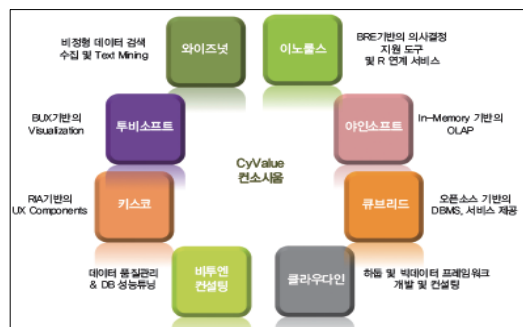 비정형 데이터 검색
수집 및 Text Mining
와이즈넛
이노룰스
BRE기반의 의사결정
지원 도구
및 R 연계 서비스
BUX기반의
Visualization
투비소프트
야인소프트
In-Memory 기반의
OLAP
CyValue
컨소시움
RIA기반의
UX Components
키스코
큐브리드
오픈소스 기반의
DBMS, 서비스 제공
데이터 품질관리
& DB 성능튜닝
비투엔
컨설팅
클라우다인
하둡 및 빅데이터 프레임워크
개발 및 컨설팅